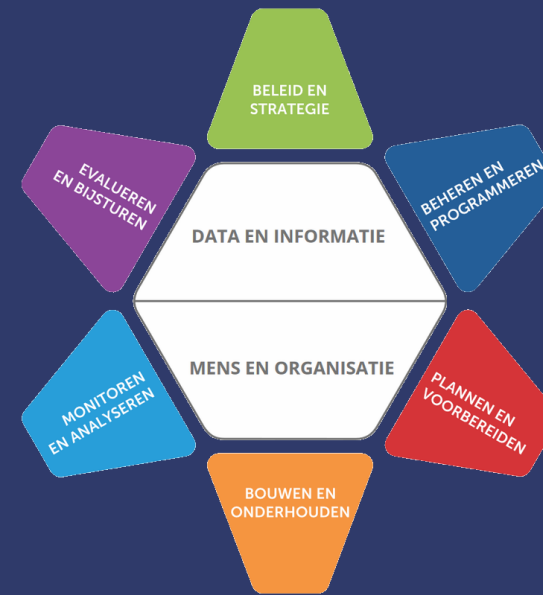 BELEID EN
STRATEGIE
BEHEREN EN
PROGRAMMEREN
PLANNEN EN
VOORBEREIDEN
BOUWEN EN
ONDERHOUDEN
MONITOREN
EN ANALYSEREN
EVALUEREN
EN BIJSTUREN
DATA EN INFORMATIE
MENS EN ORGANISATIE